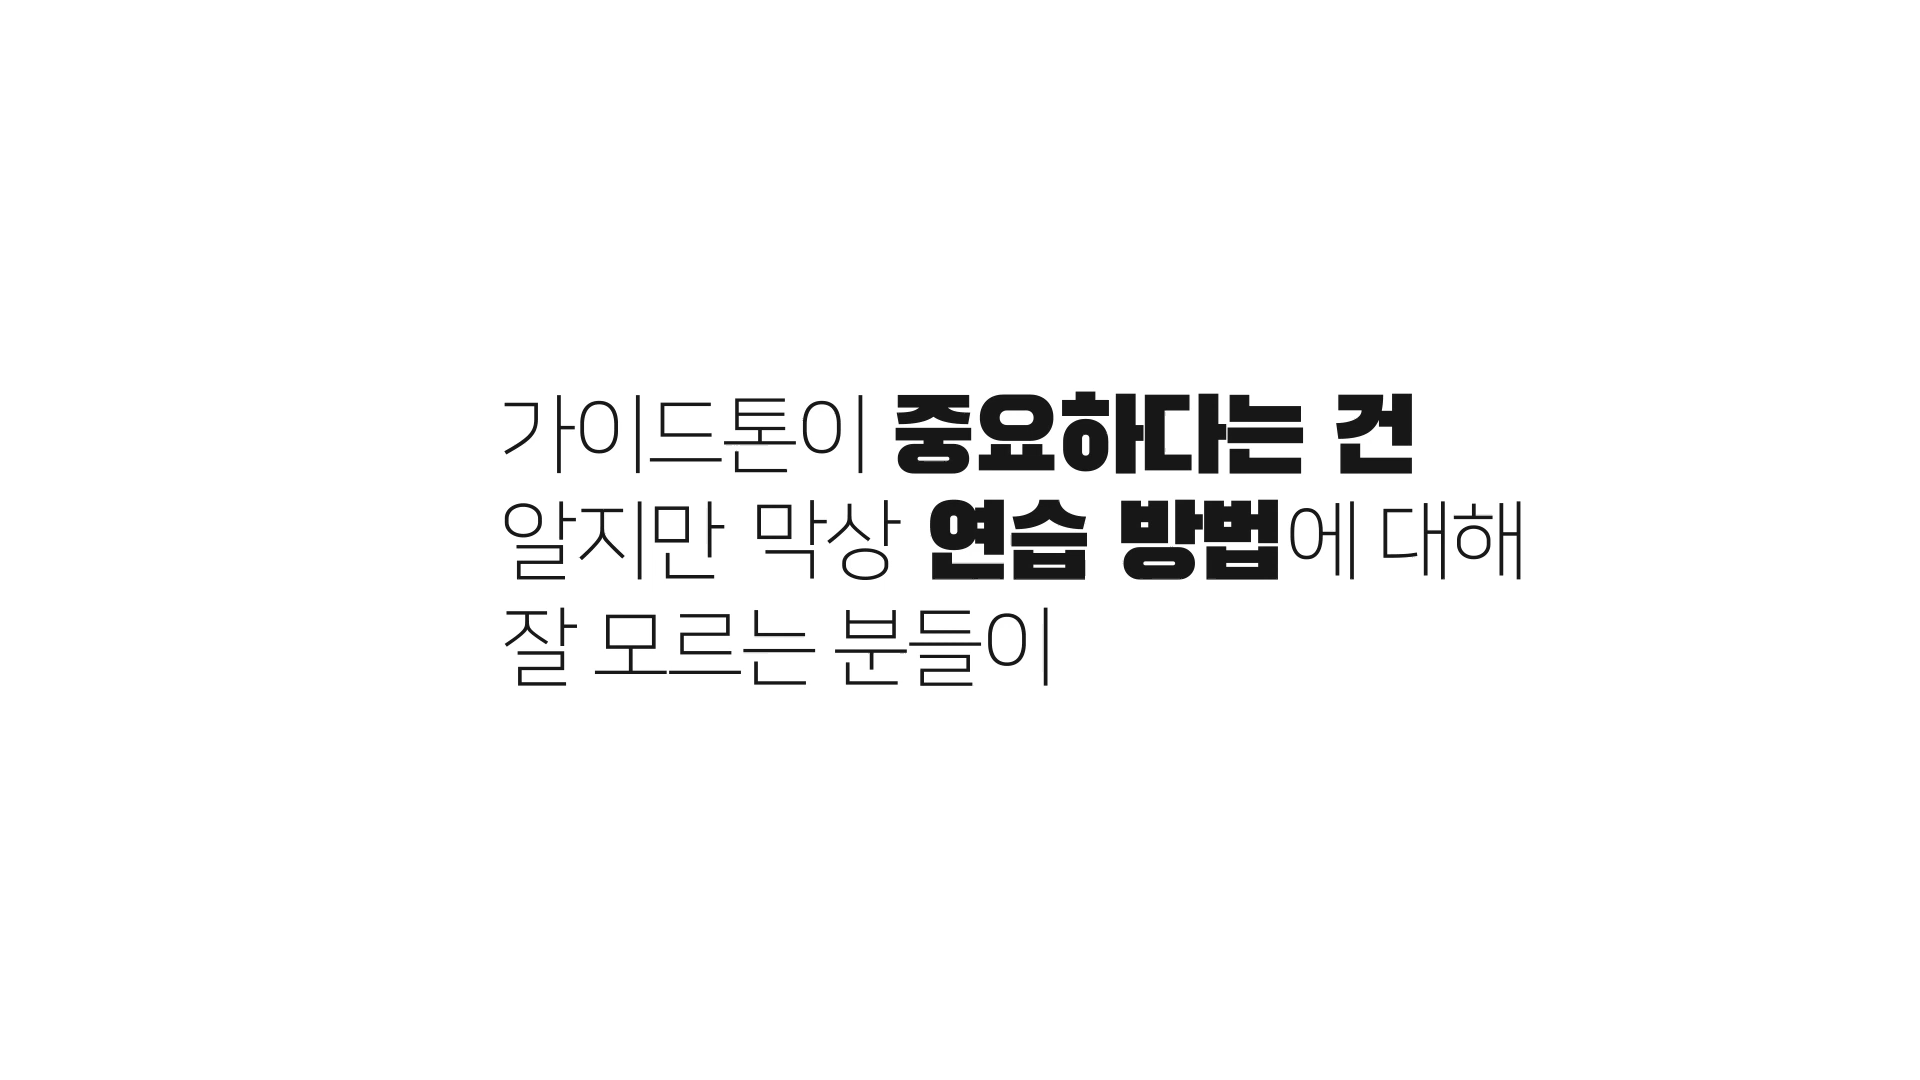 가이드톤이 중요하다는 건
알지만 막상 연습 방법에 대해
잘 모르는 분들이